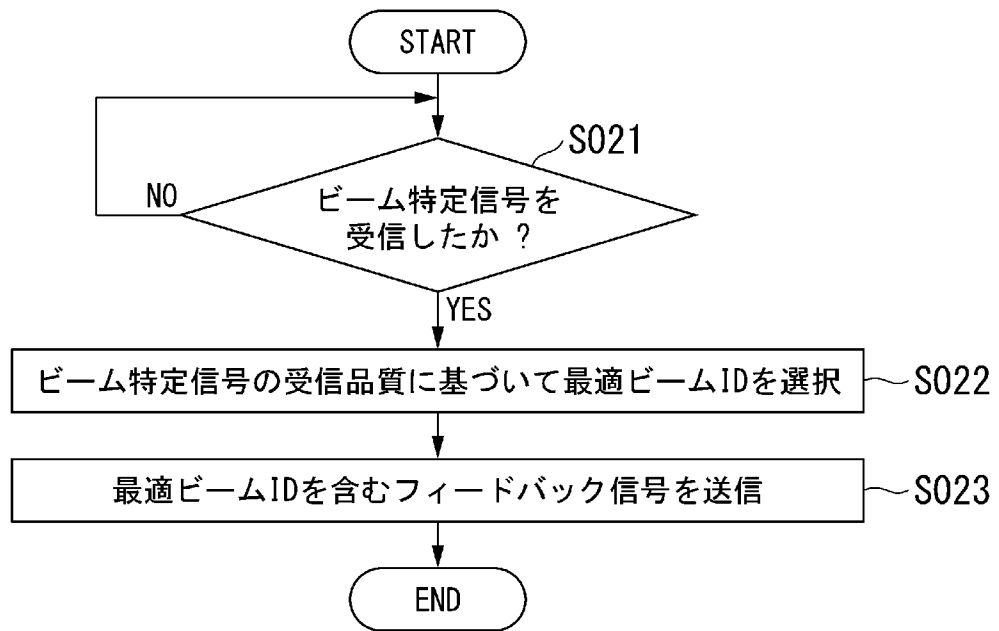 START
S021
ビーム特定信号を
受信したか ?
NO
YES
ビーム特定信号の受信品質に基づいて最適ビームIDを選択
S022
最適ビームIDを含むフィードバック信号を送信
S023
END